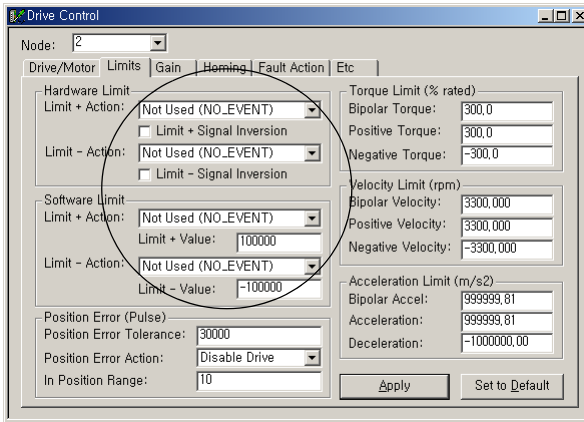 Drive Control
Node: 2
Drive/Motor Limits Gain Homing Fault Action Etc
Hardware Limit
Limit + Action: Not Used (NO_EVENT)
Limit + Signal Inversion
Limit - Action: Not Used (NO_EVENT)
Limit - Signal Inversion
Software Limit
Limit + Action: Not Used (NO_EVENT)
Limit + Value: 100000
Limit - Action: Not Used (NO_EVENT)
Limit - Value: -100000
Position Error (Pulse)
Position Error Tolerance: 30000
Position Error Action: Disable Drive
In Position Range: 10
Torque Limit (% rated)
Bipolar Torque: 300,0
Positive Torque: 300,0
Negative Torque: -300,0
Velocity Limit (rpm)
Bipolar Velocity: 3300,000
Positive Velocity: 3300,000
Negative Velocity: -3300,000
Acceleration Limit (m/s2)
Bipolar Accel: 999999,81
Acceleration: 999999,81
Deceleration: -1000000,00
Apply Set to Default